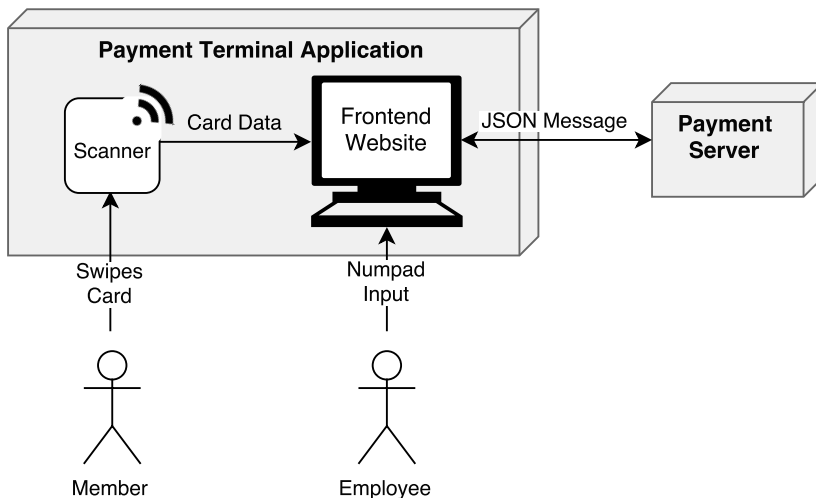 Payment Terminal Application
Scanner
Card Data
Frontend
Website
JSON Message
Payment
Server
Swipes
Card
Numpad
Input
Member
Employee